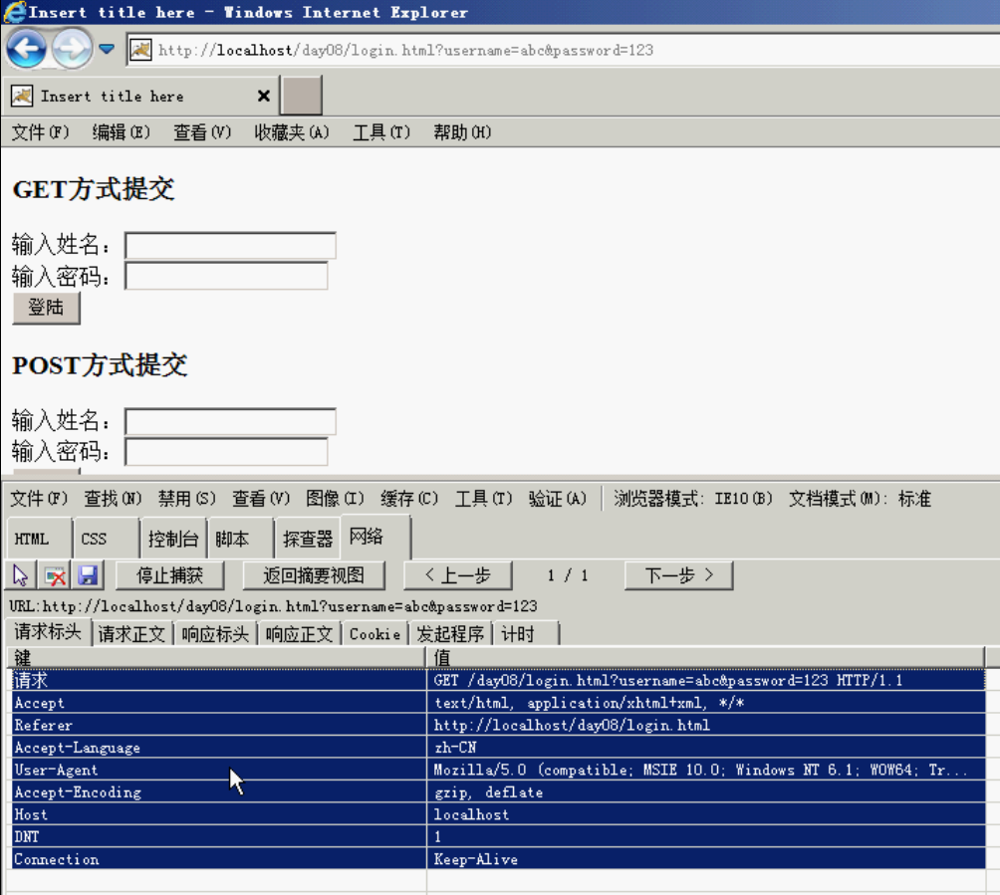 Insert title here - Windows Internet Explorer
http://localhost/day08/login.html?username=abc&password=123
Insert title here
文件(F) 编辑(E) 查看(V) 收藏夹(A) 工具(T) 帮助(H)
GET方式提交
输入姓名：
输入密码：
登陆
POST方式提交
输入姓名：
输入密码：
文件(F) 查找(N) 禁用(S) 查看(V) 图像(I) 缓存(C) 工具(T) 验证(A) 浏览器模式: IE10(B) 文档模式(M): 标准
HTML CSS 控制台 脚本 探查器 网络
停止捕获 返回摘要视图 < 上一步 1 / 1 下一步 >
URL:http://localhost/day08/login.html?username=abc&password=123
请求标头 请求正文 响应标头 响应正文 Cookie 发起程序 计时
键 值
请求 GET /day08/login.html?username=abc&password=123 HTTP/1.1
Accept text/html, application/xhtml+xml, */*
Referer http://localhost/day08/login.html
Accept-Language zh-CN
User-Agent Mozilla/5.0 (compatible; MSIE 10.0; Windows NT 6.1; WOW64; Tr...
Accept-Encoding gzip, deflate
Host localhost
DNT 1
Connection Keep-Alive